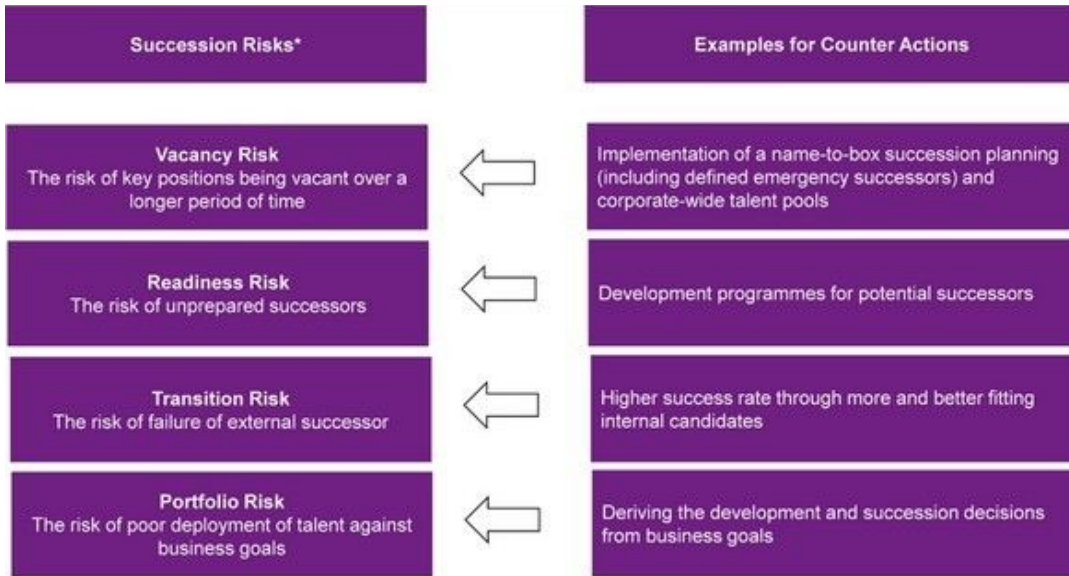 Succession Risks*
Examples for Counter Actions
Vacancy Risk
The risk of key positions being vacant over a
longer period of time
Implementation of a name-to-box succession planning
(including defined emergency successors) and
corporate-wide talent pools
Readiness Risk
The risk of unprepared successors
Development programmes for potential successors
Transition Risk
The risk of failure of external successor
Higher success rate through more and better fitting
internal candidates
Portfolio Risk
The risk of poor deployment of talent against
business goals
Deriving the development and succession decisions
from business goals